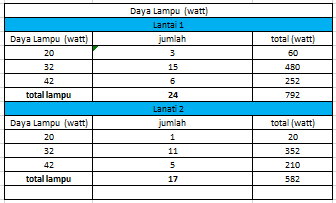 Daya Lampu (watt)
Lantai 1
Daya Lampu (watt) jumlah total (watt)
20 3 60
32 15 480
42 6 252
total lampu 24 792
Lanati 2
Daya Lampu (watt) jumlah total (watt)
20 1 20
32 11 352
42 5 210
total lampu 17 582